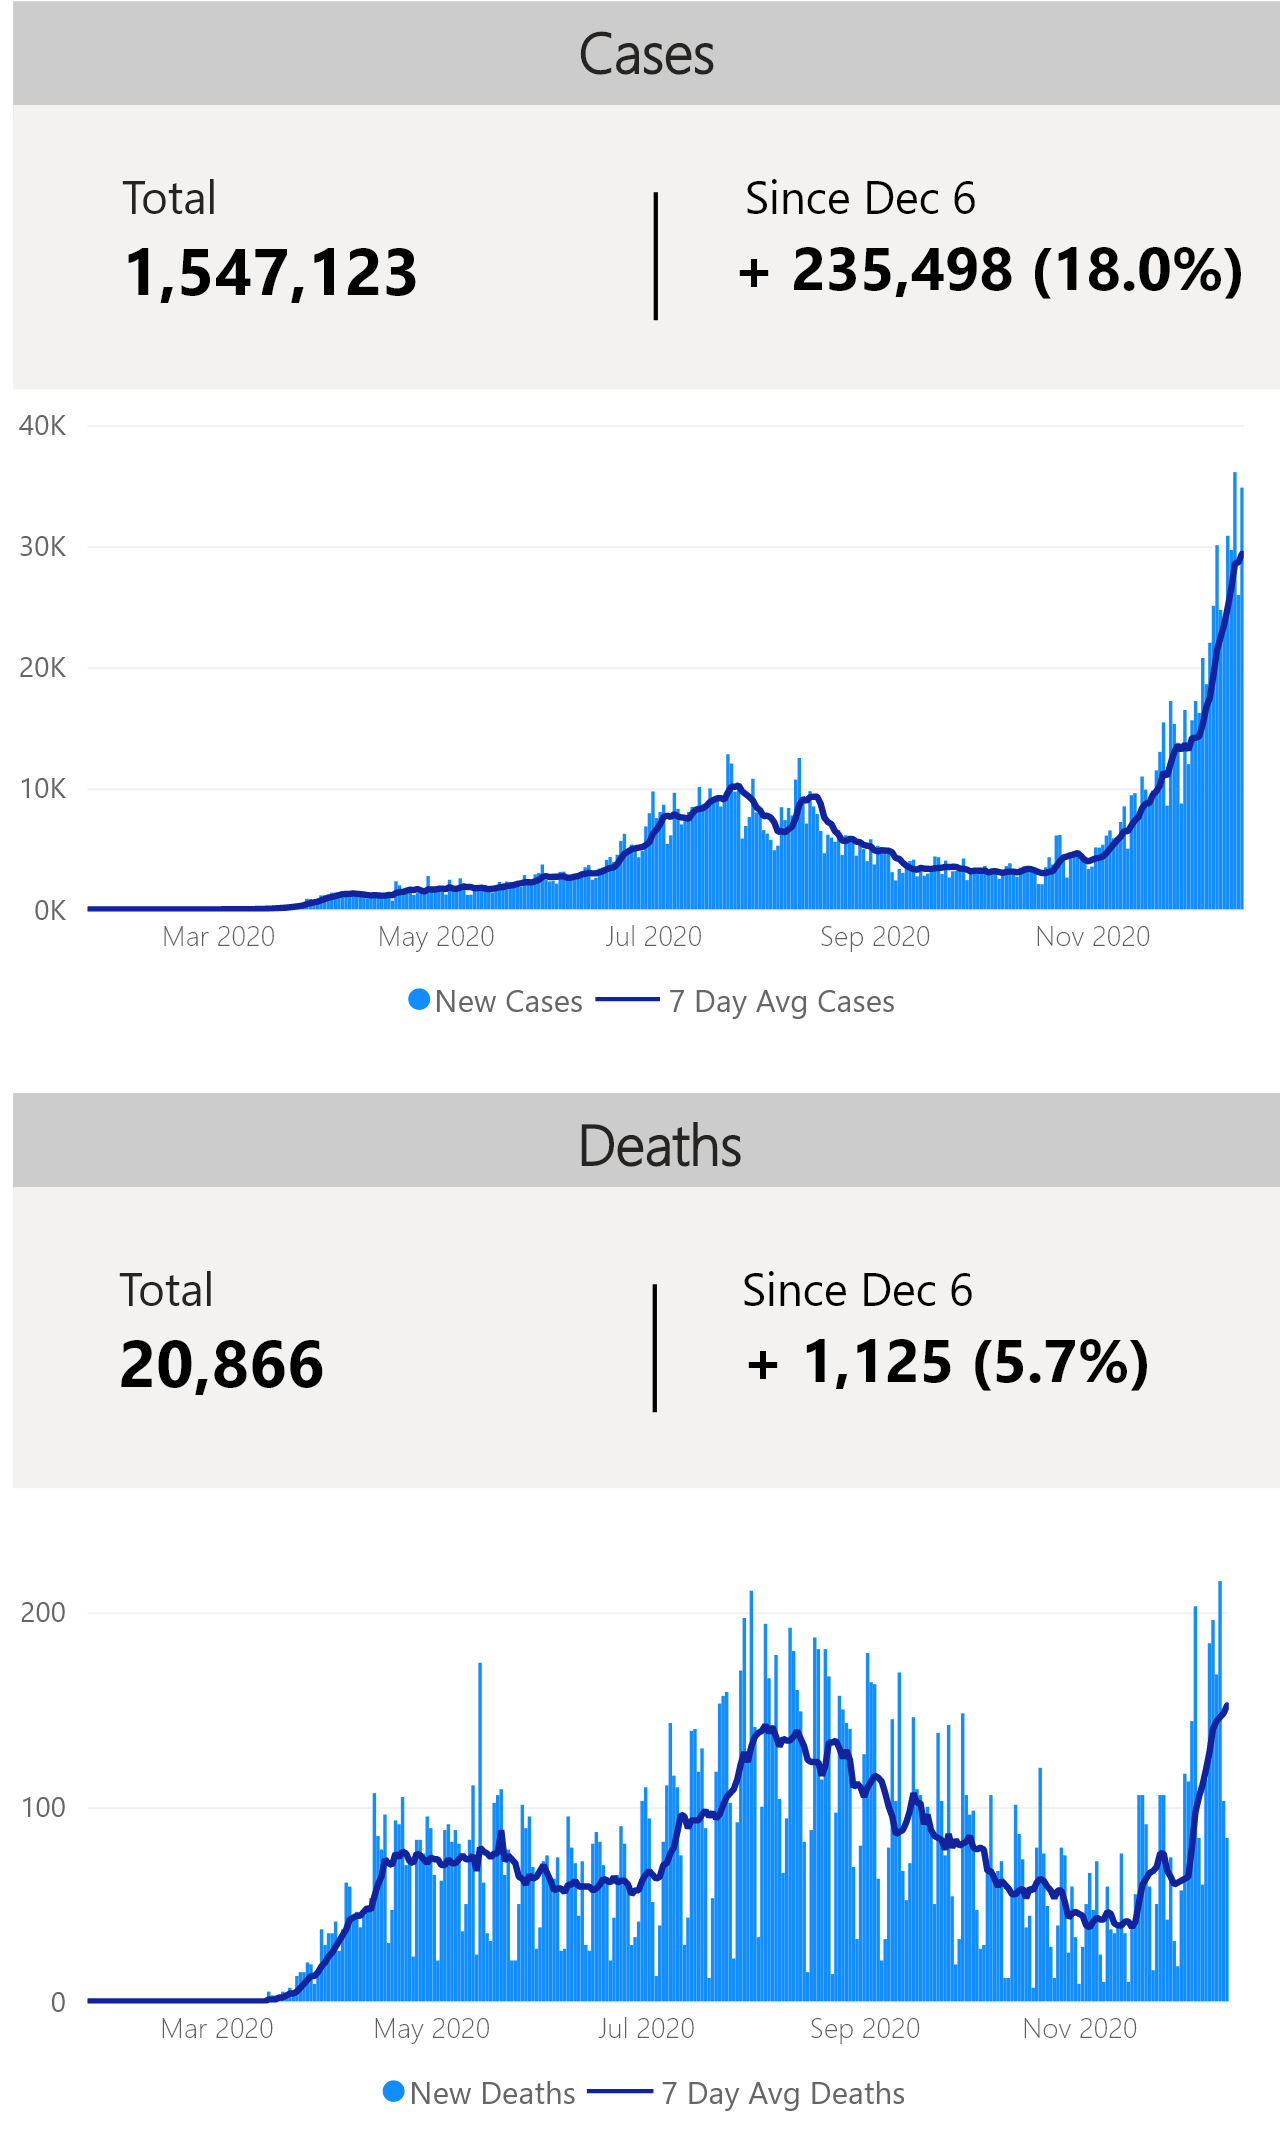 Cases
Total
Since Dec 6
1,547,123
+ 235,498 (18.0%)
40K
30K
20K
10K
0K
Mar 2020
May 2020
Jul 2020
Sep 2020
Nov 2020
New Cases
7 Day Avg Cases
Deaths
Total
Since Dec 6
20,866
+ 1,125 (5.7%)
200
100
0
Mar 2020
May 2020
Jul 2020
Sep 2020
Nov 2020
New Deaths
7 Day Avg Deaths